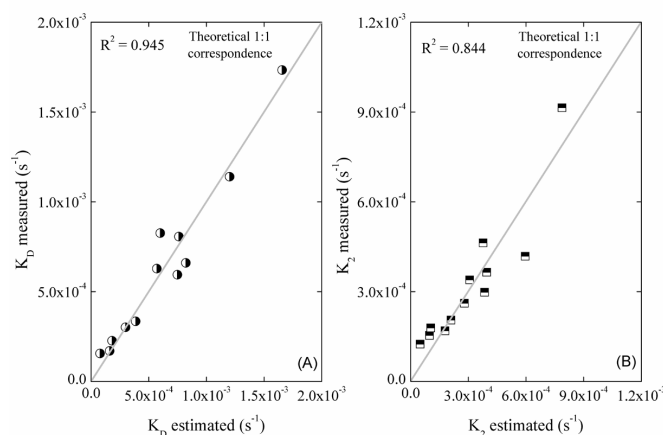 R² = 0.945
Theoretical 1:1
correspondence
2.0x10⁻³
1.5x10⁻³
1.0x10⁻³
5.0x10⁻⁴
0.0
K_D measured (s⁻¹)
0.0
5.0x10⁻⁴
1.0x10⁻³
1.5x10⁻³
2.0x10⁻³
K_D estimated (s⁻¹)
(A)
R² = 0.844
Theoretical 1:1
correspondence
1.2x10⁻³
9.0x10⁻⁴
6.0x10⁻⁴
3.0x10⁻⁴
0.0
K₂ measured (s⁻¹)
0.0
3.0x10⁻⁴
6.0x10⁻⁴
9.0x10⁻⁴
1.2x10⁻³
K₂ estimated (s⁻¹)
(B)